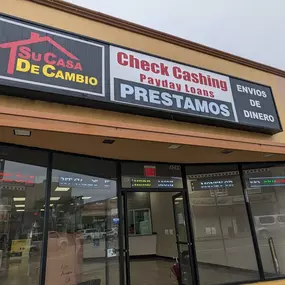 SU CASA
DE CAMBIO
Check Cashing
Payday Loans
PRESTAMOS
ENVIOS
DE
DINERO